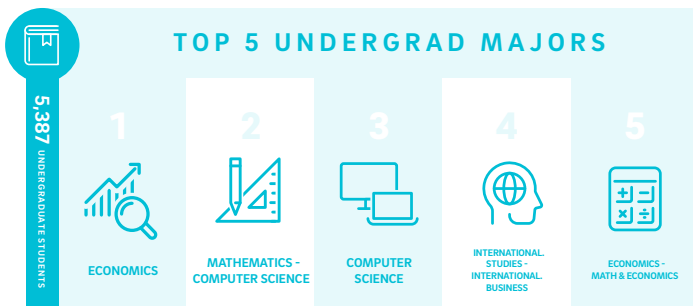 TOP 5 UNDERGRAD MAJORS
5,387 UNDERGRADUATE STUDENTS
1
ECONOMICS
2
MATHEMATICS -
COMPUTER SCIENCE
3
COMPUTER
SCIENCE
4
INTERNATIONAL
STUDIES -
INTERNATIONAL
BUSINESS
5
ECONOMICS -
MATH & ECONOMICS